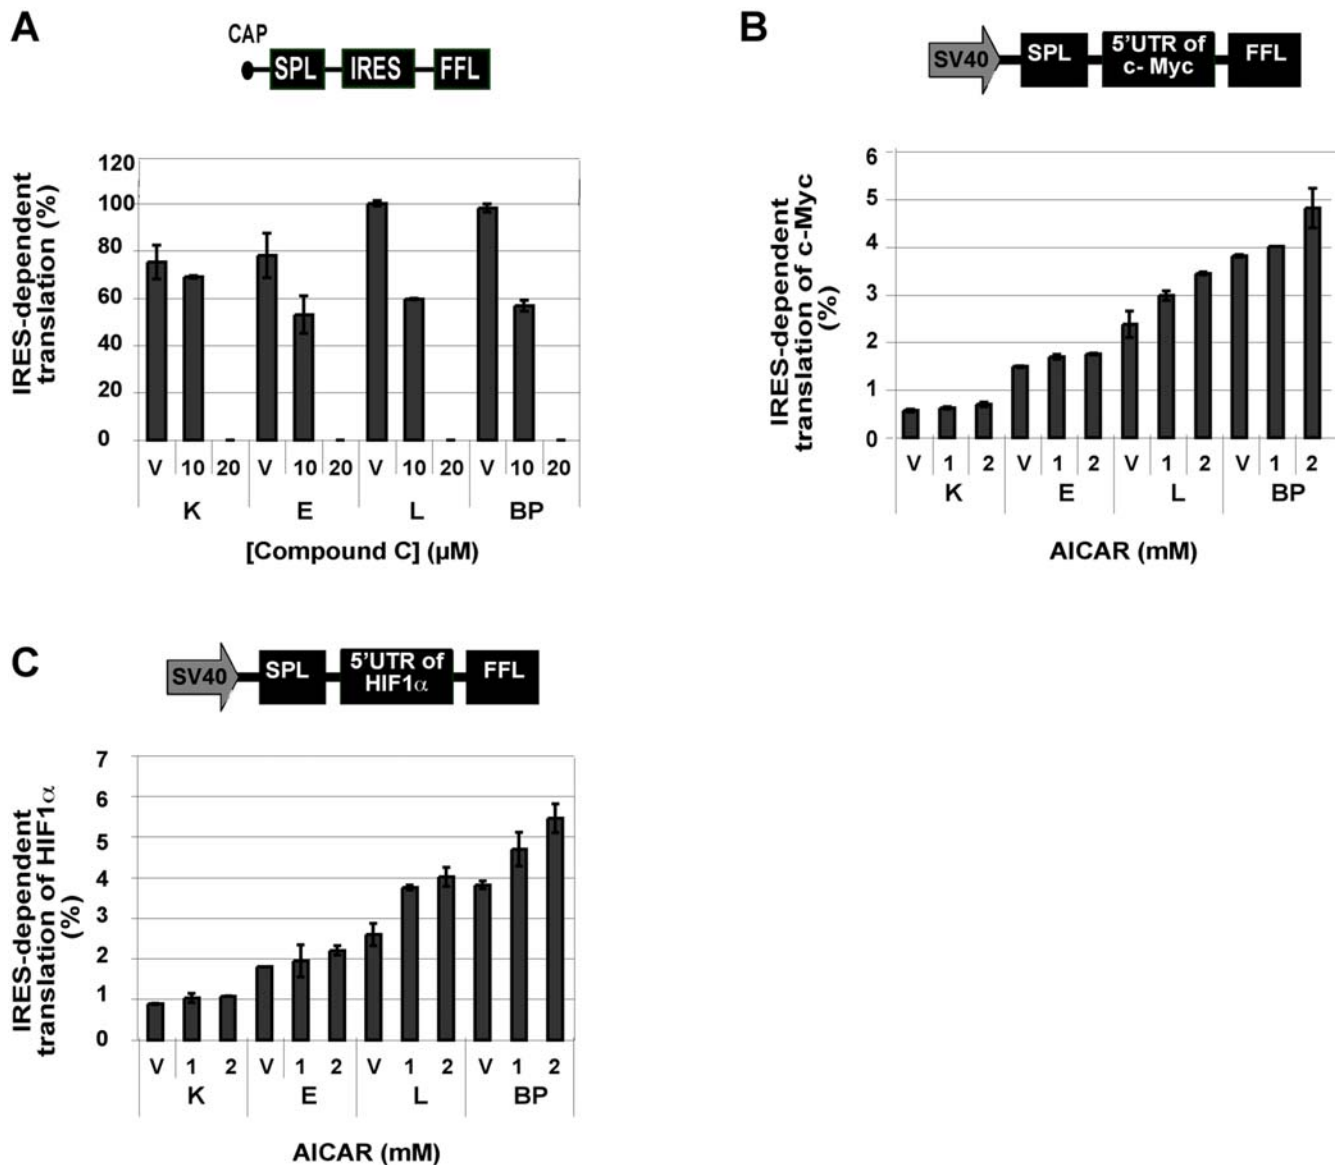 A
CAP
SPL IRES FFL
IRES-dependent
translation (%)
120
100
80
60
40
20
0
V 10 20 V 10 20 V 10 20 V 10 20
K E L BP
[Compound C] (µM)
B
SV40 SPL 5'UTR of c- Myc FFL
IRES-dependent
translation of c-Myc
(%)
6
5
4
3
2
1
0
V 1 2 V 1 2 V 1 2 V 1 2
K E L BP
AICAR (mM)
C
SV40 SPL 5'UTR of HIF1α FFL
IRES-dependent
translation of HIF1α
(%)
7
6
5
4
3
2
1
0
V 1 2 V 1 2 V 1 2 V 1 2
K E L BP
AICAR (mM)